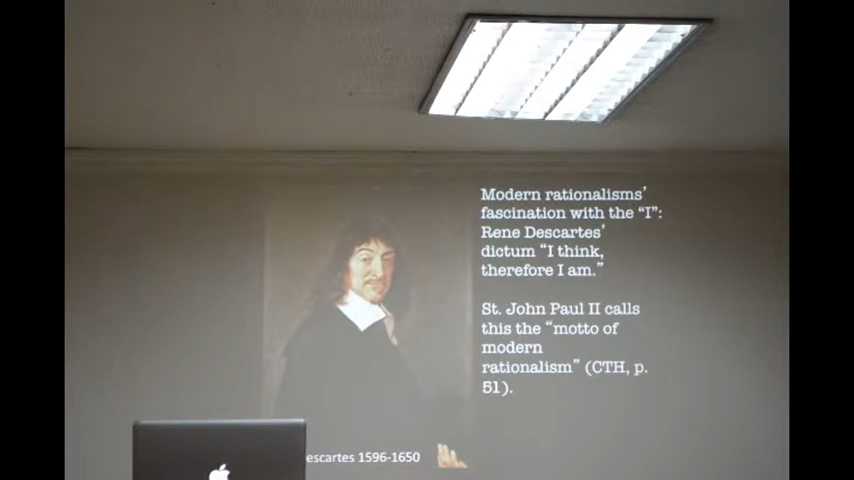 Modern rationalisms'
fascination with the “I”:
Rene Descartes'
dictum “I think,
therefore I am.”
St. John Paul II calls
this the “motto of
modern
rationalism” (CTH, p.
51).
escartes 1596-1650